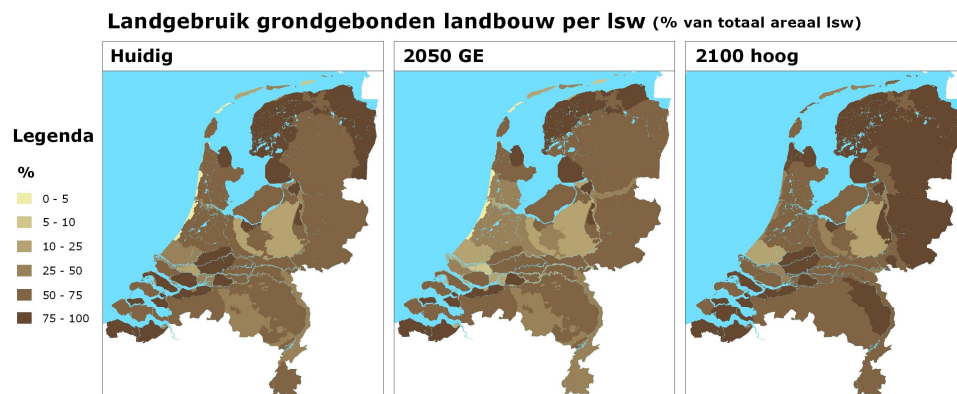 Landgebruik grondgebonden landbouw per lsw (% van totaal areaal lsw)
Huidig
2050 GE
2100 hoog
Legenda
%
0 - 5
5 - 10
10 - 25
25 - 50
50 - 75
75 - 100